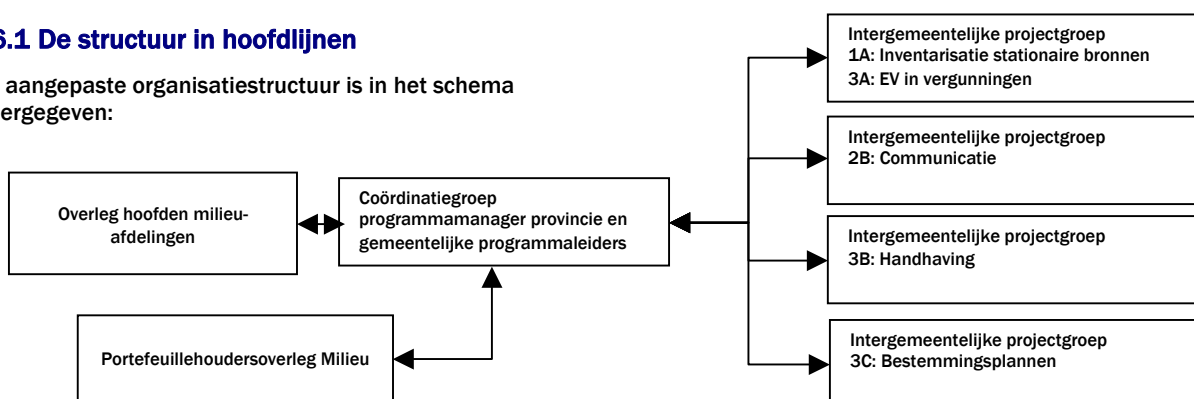 6.1 De structuur in hoofdlijnen
aangepaste organisatiestructuur is in het schema
ergegeven:
Overleg hoofden milieu-
afdelingen
Coördinatiegroep
programmamanager provincie en
gemeentelijke programmaleiders
Portefeuillehoudersoverleg Milieu
Intergemeentelijke projectgroep
1A: Inventarisatie stationaire bronnen
3A: EV in vergunningen
Intergemeentelijke projectgroep
2B: Communicatie
Intergemeentelijke projectgroep
3B: Handhaving
Intergemeentelijke projectgroep
3C: Bestemmingsplannen